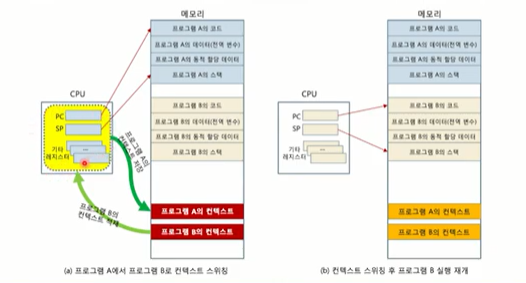 메모리
프로그램 A의 코드
프로그램 A의 데이터(전역 변수)
프로그램 A의 동적 할당 데이터
프로그램 A의 스택
프로그램 B의 코드
프로그램 B의 데이터(전역 변수)
프로그램 B의 동적 할당 데이터
프로그램 B의 스택
프로그램 A의 컨텍스트
프로그램 B의 컨텍스트
CPU
PC
SP
기타
레지스터
...
프로그램 A의
컨텍스트 저장
프로그램 B의
컨텍스트 적재
(a) 프로그램 A에서 프로그램 B로 컨텍스트 스위칭
메모리
프로그램 A의 코드
프로그램 A의 데이터(전역 변수)
프로그램 A의 동적 할당 데이터
프로그램 A의 스택
프로그램 B의 코드
프로그램 B의 데이터(전역 변수)
프로그램 B의 동적 할당 데이터
프로그램 B의 스택
프로그램 A의 컨텍스트
프로그램 B의 컨텍스트
CPU
PC
SP
기타
레지스터
...
(b) 컨텍스트 스위칭 후 프로그램 B 실행 재개